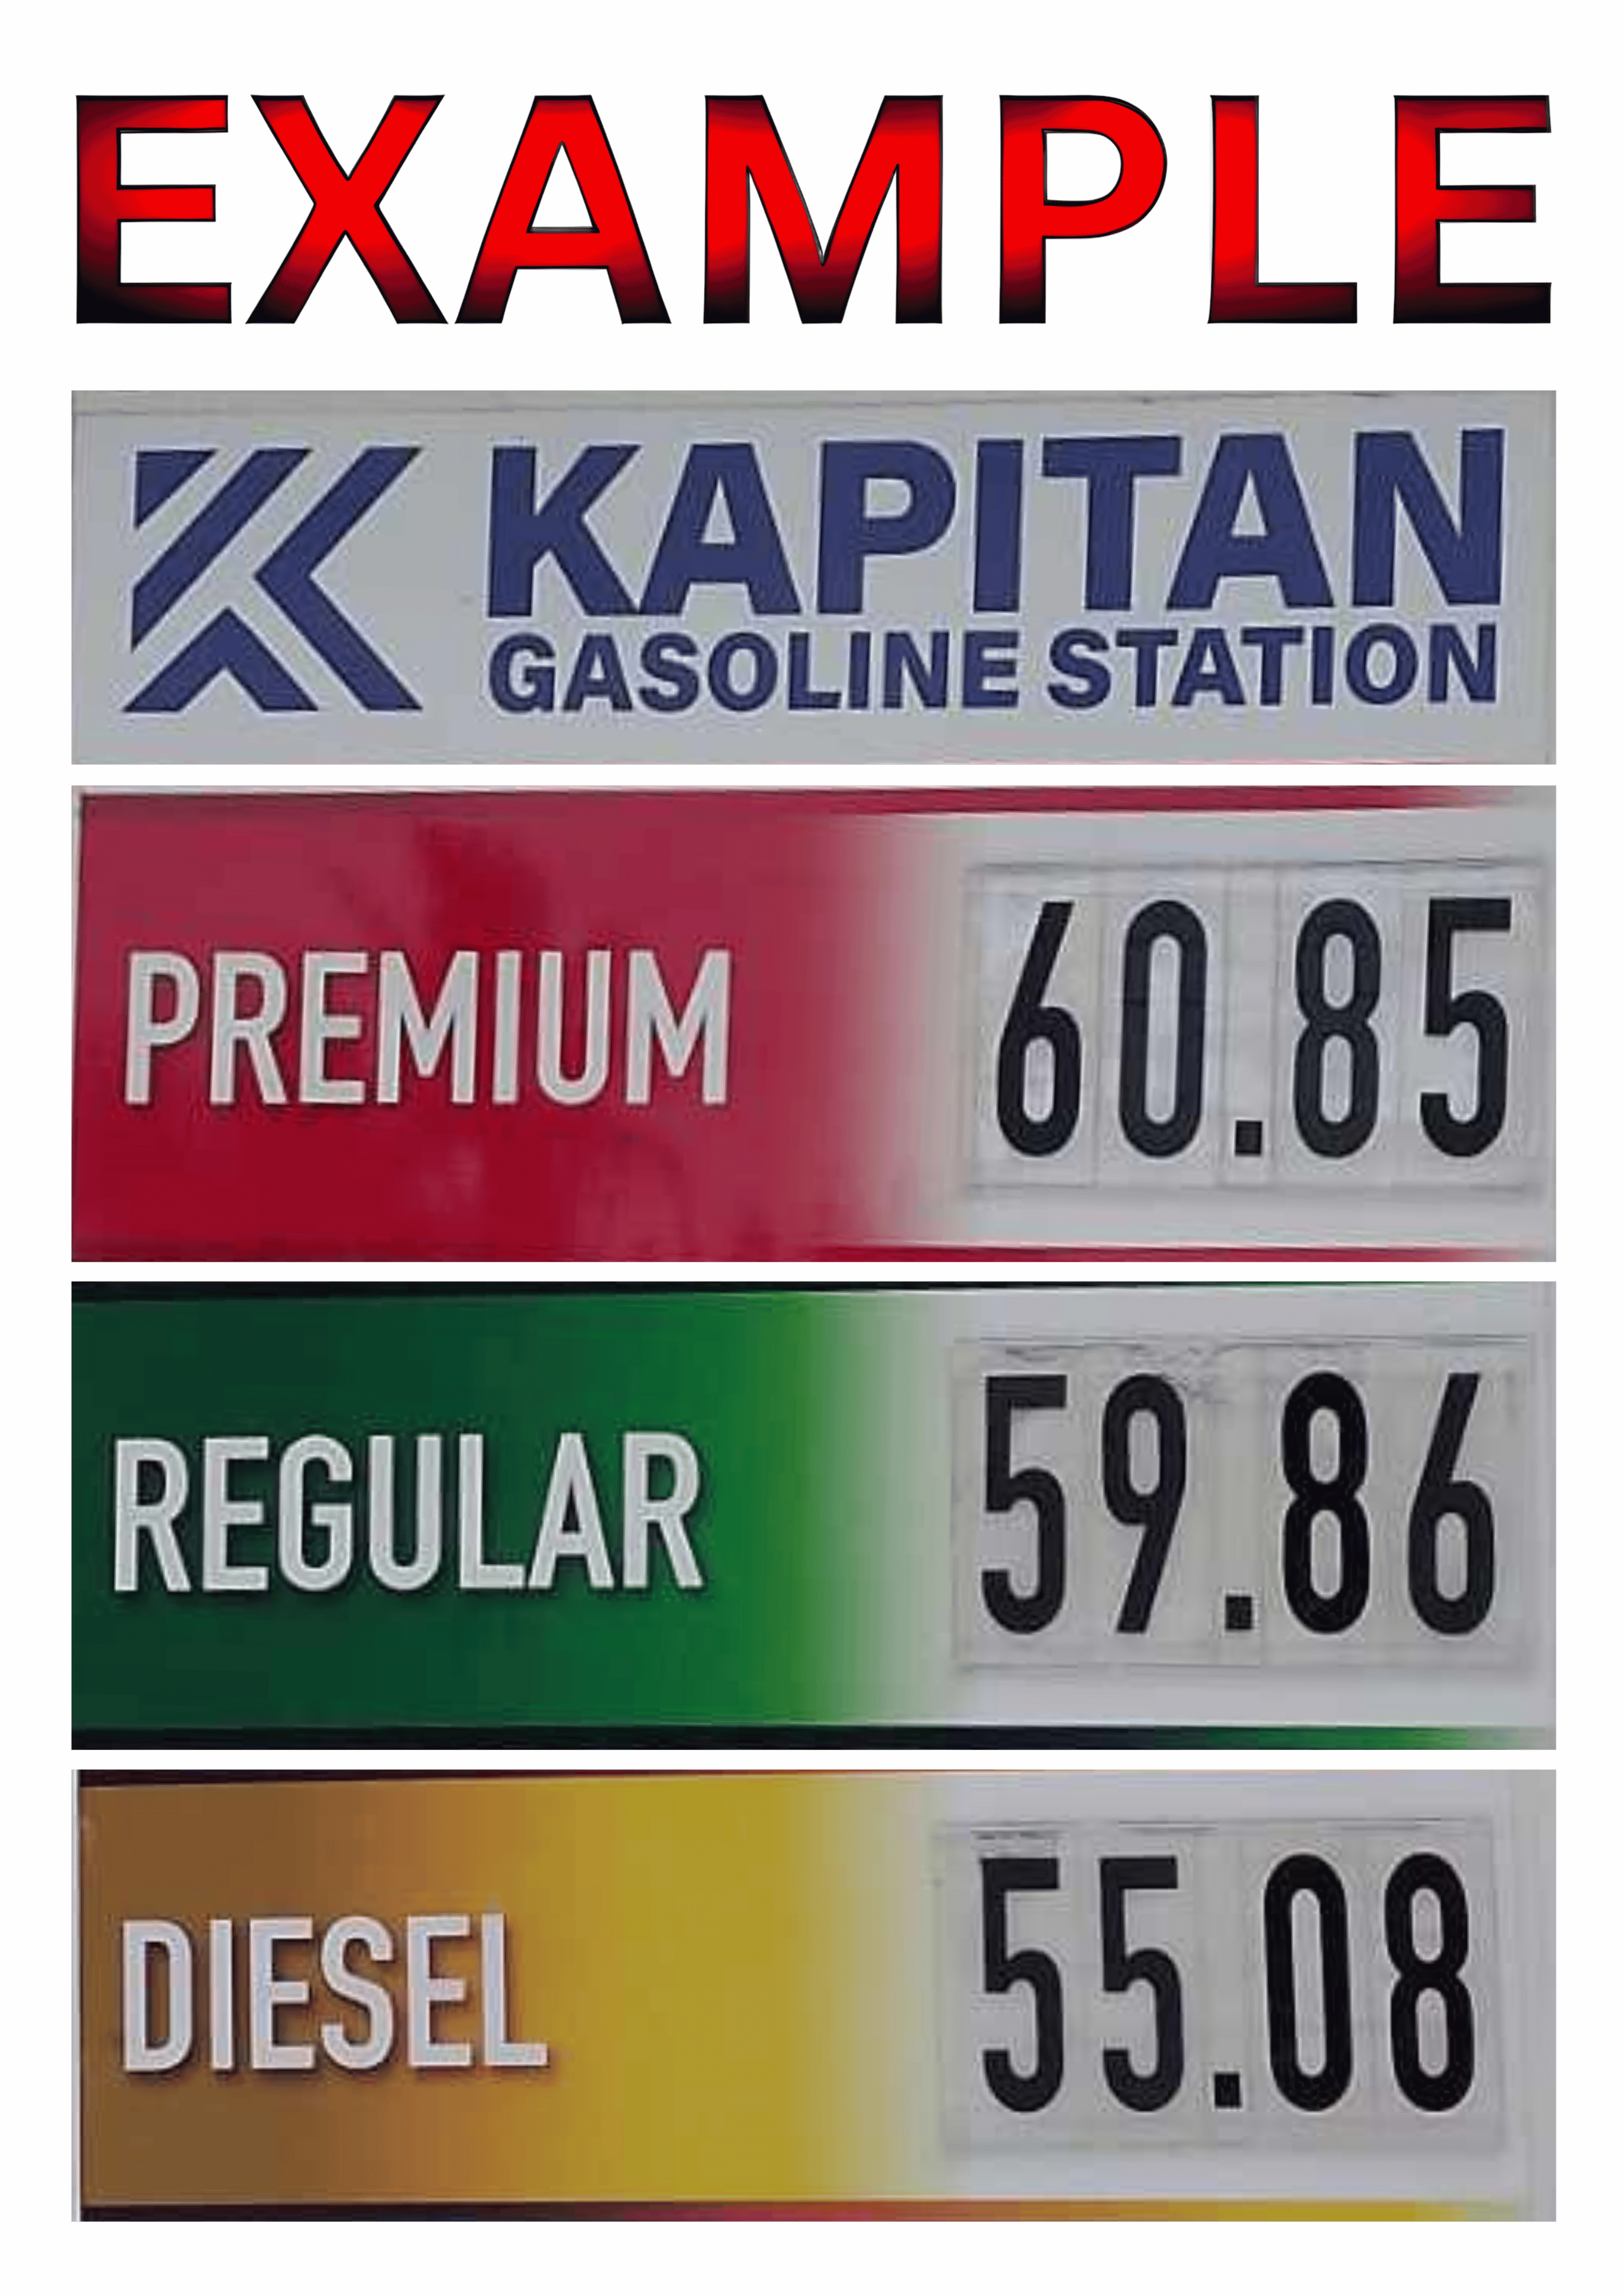 EXAMPLE
KAPITAN
GASOLINE STATION
PREMIUM 60.85
REGULAR 59.86
DIESEL 55.08